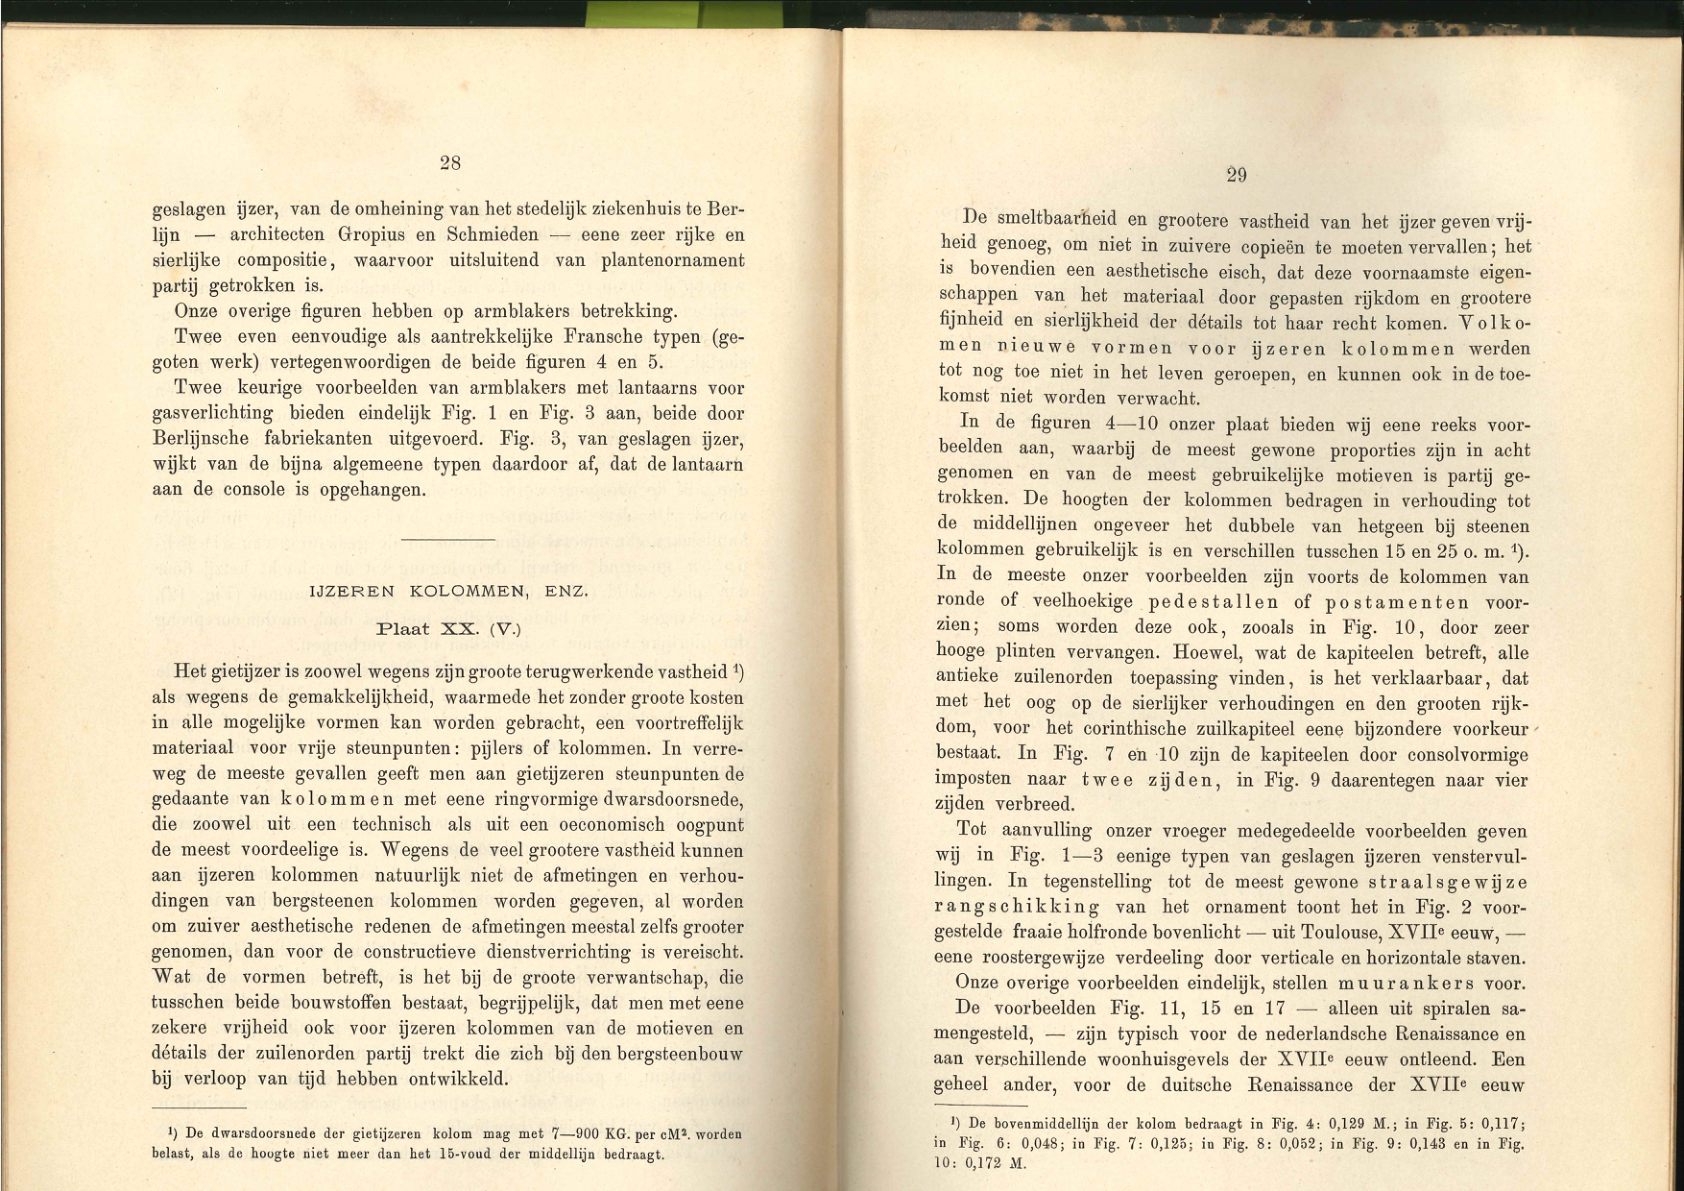 28
geslagen ijzer, van de omheining van het stedelijk ziekenhuis te Ber-
lijn — architecten Gropius en Schmieden — eene zeer rijke en
sierlijke compositie, waarvoor uitsluitend van plantenornament
partij getrokken is.
Onze overige figuren hebben op armblakers betrekking.
Twee even eenvoudige als aantrekkelijke Fransche typen (ge-
goten werk) vertegenwoordigen de beide figuren 4 en 5.
Twee keurige voorbeelden van armblakers met lantaarns voor
gasverlichting bieden eindelijk Fig. 1 en Fig. 3 aan, beide door
Berlijnsche fabriekanten uitgevoerd. Fig. 3, van geslagen ijzer,
wijkt van de bijna algemeene typen daardoor af, dat de lantaarn
aan de console is opgehangen.
IJZEREN KOLOMMEN, ENZ.
Plaat XX. (V.)
Het gietijzer is zoowel wegens zijn groote terugwerkende vastheid ¹)
als wegens de gemakkelijkheid, waarmede het zonder groote kosten
in alle mogelijke vormen kan worden gebracht, een voortreffelijk
materiaal voor vrije steunpunten: pijlers of kolommen. In verre-
weg de meeste gevallen geeft men aan gietijzeren steunpunten de
gedaante van kolommen met eene ringvormige dwarsdoorsnede,
die zoowel uit een technisch als uit een oeconomisch oogpunt
de meest voordeelige is. Wegens de veel grootere vastheid kunnen
aan ijzeren kolommen natuurlijk niet de afmetingen en verhou-
dingen van bergsteenen kolommen worden gegeven, al worden
om zuiver aesthetische redenen de afmetingen meestal zelfs grooter
genomen, dan voor de constructieve dienstverrichting is vereischt.
Wat de vormen betreft, is het bij de groote verwantschap, die
tusschen beide bouwstoffen bestaat, begrijpelijk, dat men met eene
zekere vrijheid ook voor ijzeren kolommen van de motieven en
détails der zuilenorden partij trekt die zich bij den bergsteenbouw
bij verloop van tijd hebben ontwikkeld.
¹) De dwarsdoorsnede der gietijzeren kolom mag met 7—900 KG. per cM². worden
belast, als de hoogte niet meer dan het 15-voud der middellijn bedraagt.
29
De smeltbaarheid en grootere vastheid van het ijzer geven vrij-
heid genoeg, om niet in zuivere copieën te moeten vervallen; het
is bovendien een aesthetische eisch, dat deze voornaamste eigen-
schappen van het materiaal door gepasten rijkdom en grootere
fijnheid en sierlijkheid der détails tot haar recht komen. Volko-
men nieuwe vormen voor ijzeren kolommen werden
tot nog toe niet in het leven geroepen, en kunnen ook in de toe-
komst niet worden verwacht.
In de figuren 4—10 onzer plaat bieden wij eene reeks voor-
beelden aan, waarbij de meest gewone proporties zijn in acht
genomen en van de meest gebruikelijke motieven is partij ge-
trokken. De hoogten der kolommen bedragen in verhouding tot
de middellijnen ongeveer het dubbele van hetgeen bij steenen
kolommen gebruikelijk is en verschillen tusschen 15 en 25 o. m. ¹).
In de meeste onzer voorbeelden zijn voorts de kolommen van
ronde of veelhoekige pedestallen of postamenten voor-
zien; soms worden deze ook, zooals in Fig. 10, door zeer
hooge plinten vervangen. Hoewel, wat de kapiteelen betreft, alle
antieke zuilenorden toepassing vinden, is het verklaarbaar, dat
met het oog op de sierlijker verhoudingen en den grooten rijk-
dom, voor het corinthische zuilkapiteel eene bijzondere voorkeur
bestaat. In Fig. 7 en 10 zijn de kapiteelen door consolvormige
imposten naar twee zijden, in Fig. 9 daarentegen naar vier
zijden verbreed.
Tot aanvulling onzer vroeger medegedeelde voorbeelden geven
wij in Fig. 1—3 eenige typen van geslagen ijzeren venstervul-
lingen. In tegenstelling tot de meest gewone straalsgewijze
rangschikking van het ornament toont het in Fig. 2 voor-
gestelde fraaie holfronde bovenlicht — uit Toulouse, XVIIᵉ eeuw, —
eene roostergewijze verdeeling door verticale en horizontale staven.
Onze overige voorbeelden eindelijk, stellen muurankers voor.
De voorbeelden Fig. 11, 15 en 17 — alleen uit spiralen sa-
mengesteld, — zijn typisch voor de nederlandsche Renaissance en
aan verschillende woonhuisgevels der XVIIᵉ eeuw ontleend. Een
geheel ander, voor de duitsche Renaissance der XVIIᵉ eeuw
¹) De bovenmiddellijn der kolom bedraagt in Fig. 4: 0,129 M.; in Fig. 5: 0,117;
in Fig. 6: 0,048; in Fig. 7: 0,125; in Fig. 8: 0,052; in Fig. 9: 0,143 en in Fig.
10: 0,172 M.